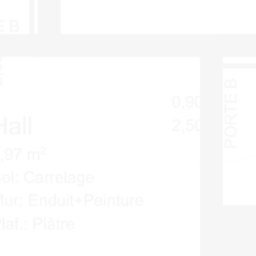 E B
0,90
Hall
2,50
PORTE B
,97 m²
Sol: Carrelage
Mur: Enduit+Peinture
Plaf.: Plâtre